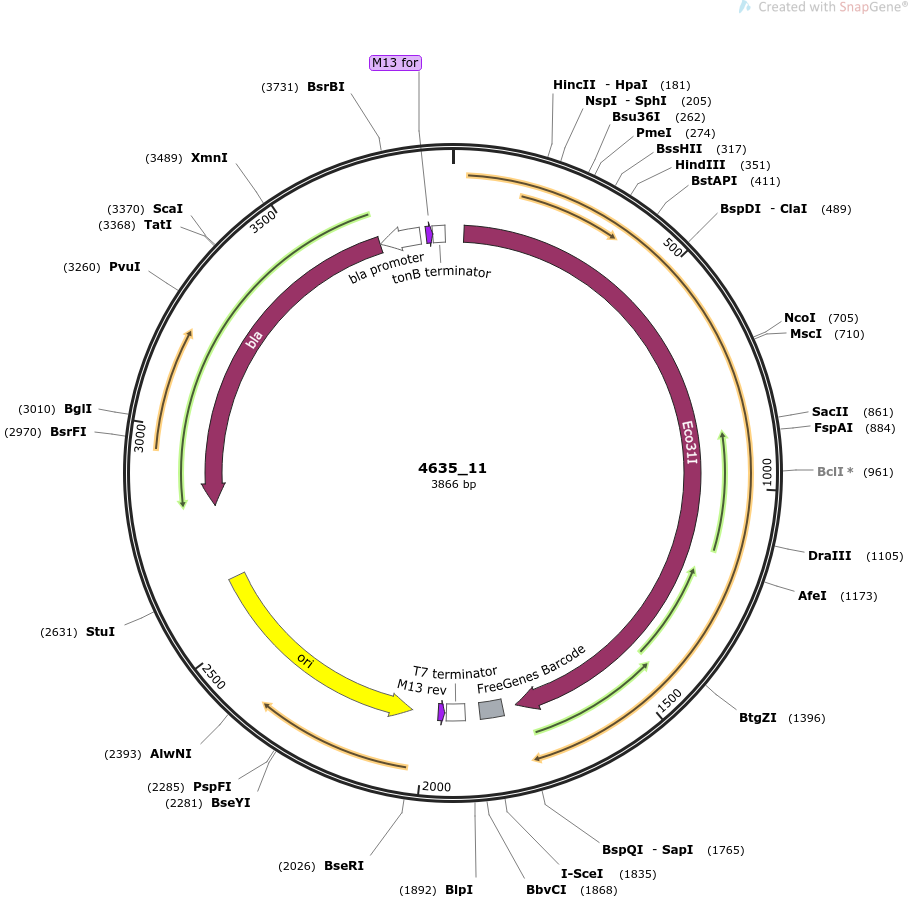 Created with SnapGene®
M13 for
(3731) BsrBI
HincII - HpaI (181)
NspI - SphI (205)
Bsu36I (262)
PmeI (274)
BssHII (317)
HindIII (351)
BstAPI (411)
BspDI - ClaI (489)
(3489) XmnI
(3370) ScaI
(3368) TatI
(3260) PvuI
3500
500
bla promoter
tonB terminator
bla
NcoI (705)
MscI (710)
(3010) BglI
(2970) BsrFI
3000
SacII (861)
FspAI (884)
Eco31I
1000
BclI * (961)
4635_11
3866 bp
DraIII (1105)
AfeI (1173)
(2631) StuI
ori
2500
T7 terminator
M13 rev
FreeGenes Barcode
1500
BtgZI (1396)
(2393) AlwNI
(2285) PspFI
(2281) BseYI
2000
(2026) BseRI
(1892) BlpI
BspQI - SapI (1765)
I-SceI (1835)
BbvCI (1868)